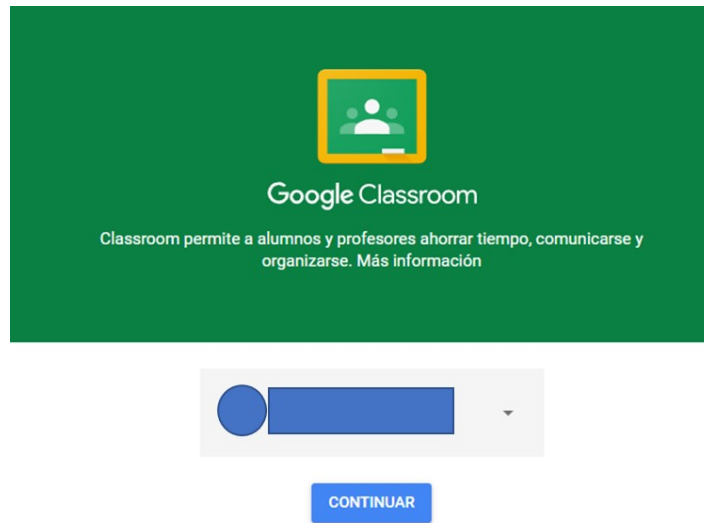 Google Classroom
Classroom permite a alumnos y profesores ahorrar tiempo, comunicarse y
organizarse. Más información
CONTINUAR